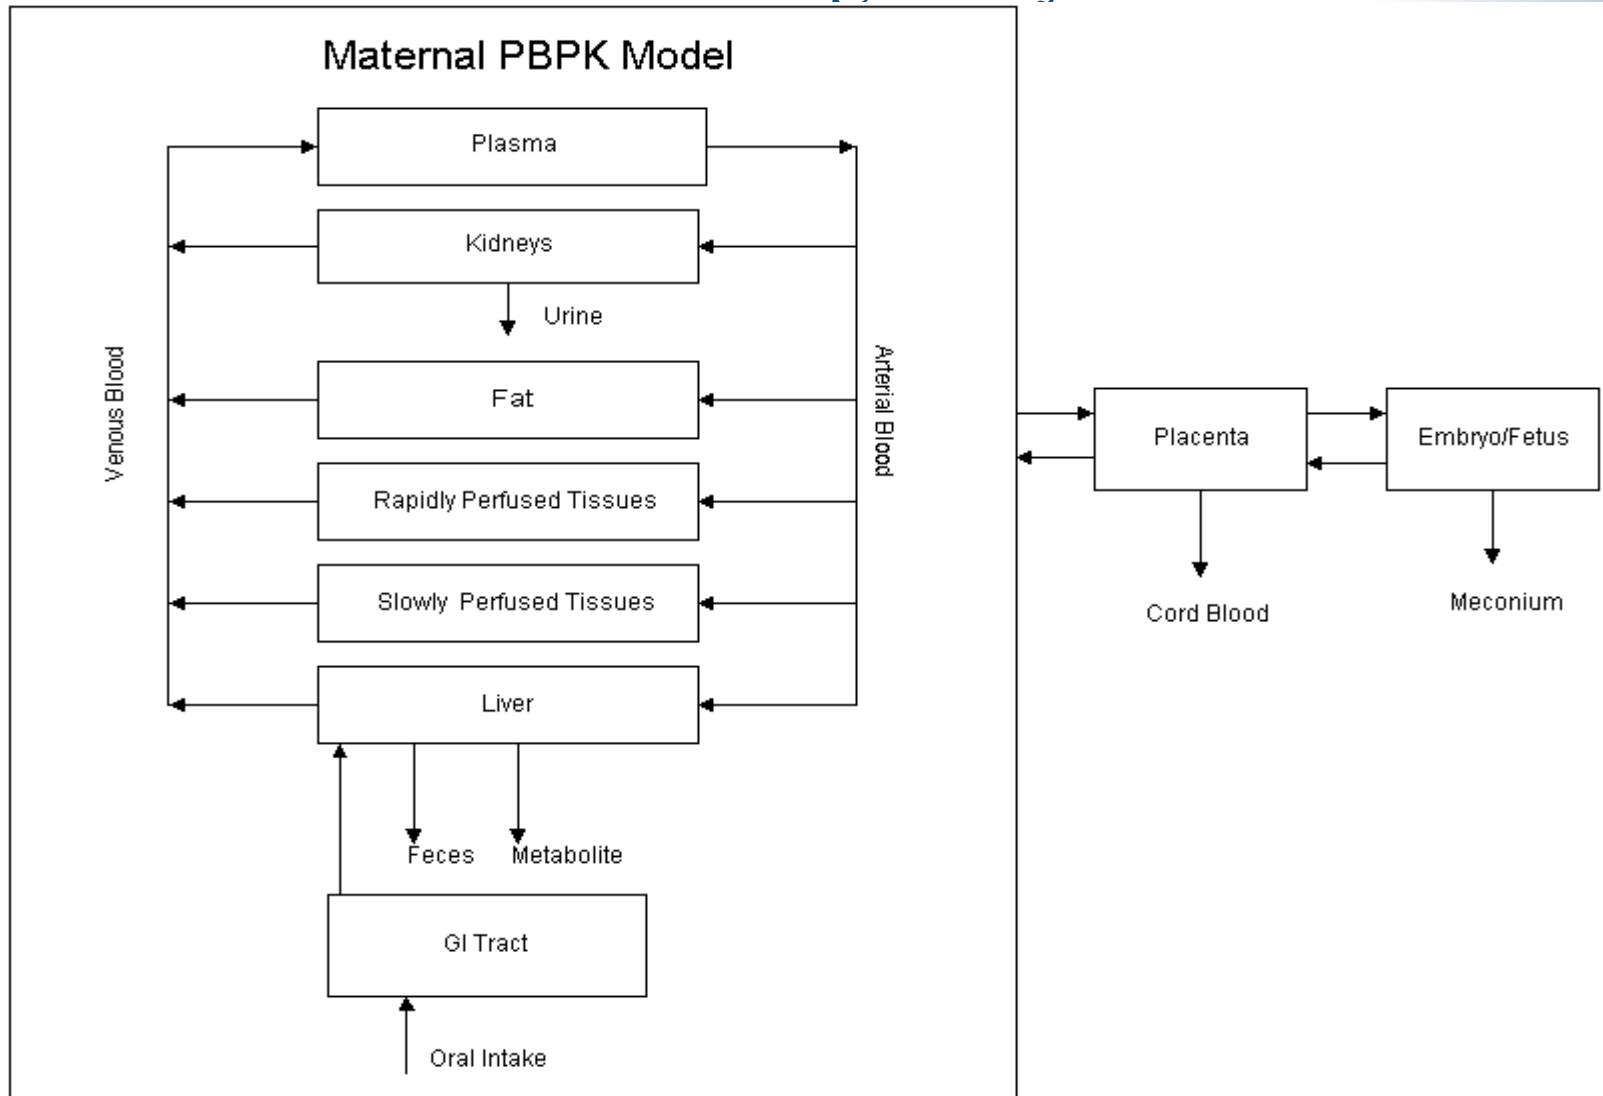 Maternal PBPK Model
Plasma
Kidneys
Urine
Venous Blood
Arterial Blood
Fat
Rapidly Perfused Tissues
Slowly Perfused Tissues
Liver
Feces
Metabolite
GI Tract
Oral Intake
Placenta
Embryo/Fetus
Cord Blood
Meconium